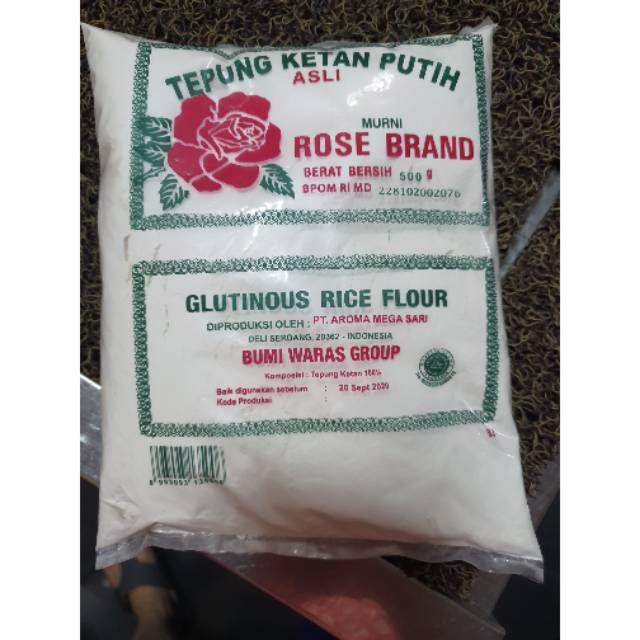 TEPUNG KETAN PUTIH
ASLI
MURNI
ROSE BRAND
BERAT BERSIH 500 g
BPOM RI MD 228102002076
GLUTINOUS RICE FLOUR
DIPRODUKSI OLEH : PT. AROMA MEGA SARI
DELI SERDANG, 20362 - INDONESIA
BUMI WARAS GROUP
Komposisi : Tepung Ketan 100%
Baik digunakan sebelum : 20 Sept 2020
Kode Produksi :